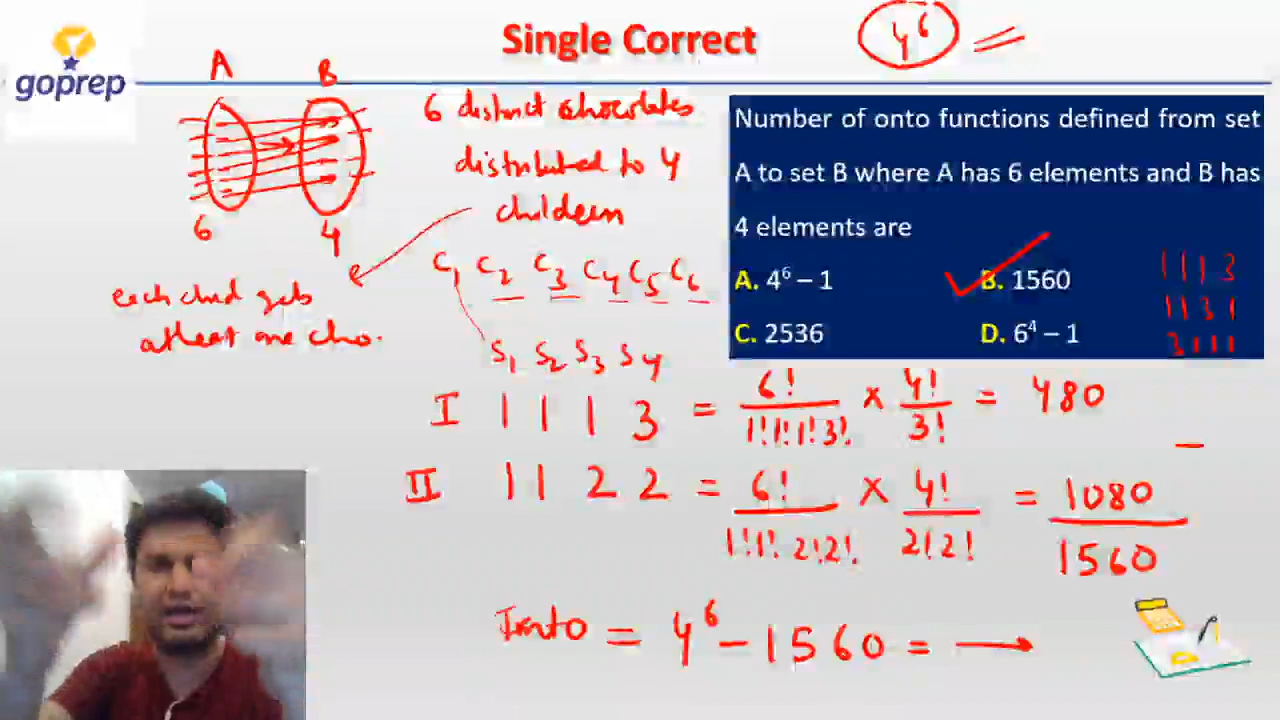 goprep
Single Correct
4⁶
A B
6 4
6 distinct chocolates
distributed to 4
children
each child gets
atleast one cho.
C₁ C₂ C₃ C₄ C₅ C₆
S₁ S₂ S₃ S₄
Number of onto functions defined from set
A to set B where A has 6 elements and B has
4 elements are
A. 4⁶ – 1 B. 1560
C. 2536 D. 6⁴ – 1
1 1 1 3
1 1 3 1
3 1 1 1
I 1 1 1 3 = 6!/1!1!1!3! × 4!/3! = 480
II 1 1 2 2 = 6!/1!1!2!2! × 4!/2!2! = 1080
1560
Into = 4⁶ – 1560 = →